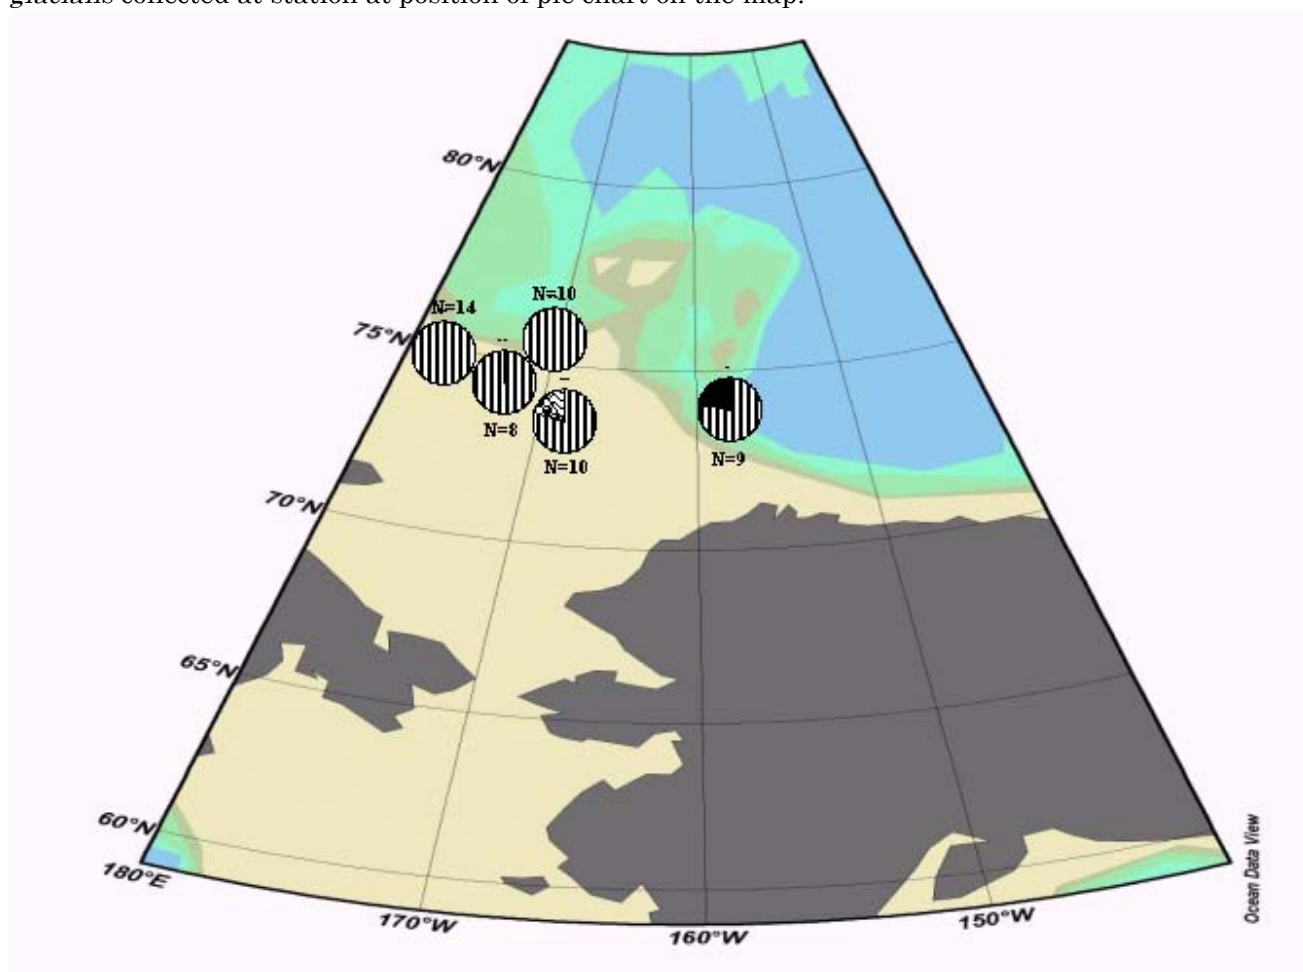 glacialis collected at station at position of pie chart on the map.
80°N
N=10
N=14
75°N
N=8
N=10
N=9
70°N
65°N
60°N
180°E
170°W
160°W
150°W
Ocean Data View